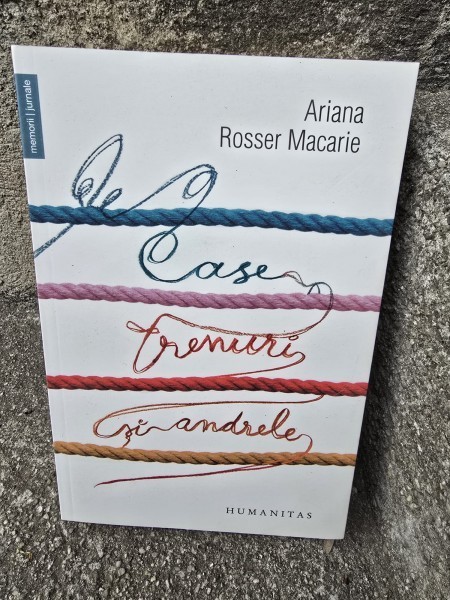 memorii | jurnale
Ariana
Rosser Macarie
Case
trenuri
și andrele
HUMANITAS